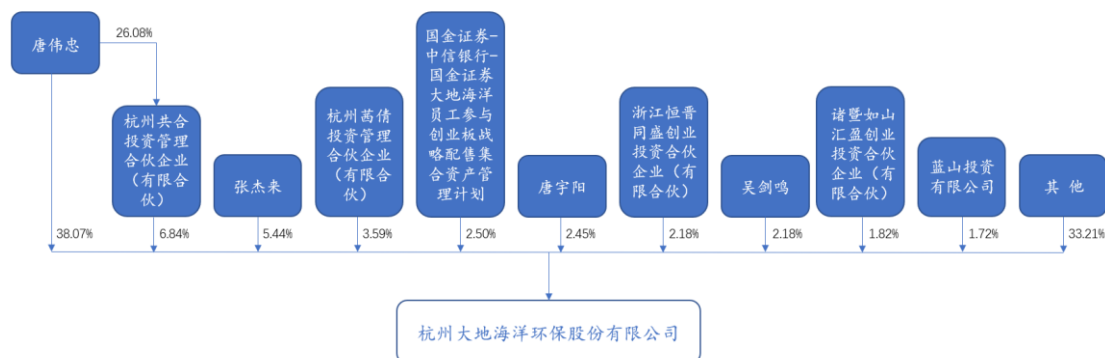 唐伟忠
26.08%
杭州共合
投资管理
合伙企业
（有限合
伙）
张杰来
杭州茼倩
投资管理
合伙企业
（有限合
伙）
国金证券-
中信银行-
国金证券
大地海洋
员工参与
创业板战
略配售集
合资产管
理计划
唐宇阳
浙江恒晋
同盛创业
投资合伙
企业（有
限合伙）
吴剑鸣
诸暨如山
汇盈创业
投资合伙
企业（有
限合伙）
蓝山投资
有限公司
其 他
38.07%
6.84%
5.44%
3.59%
2.50%
2.45%
2.18%
2.18%
1.82%
1.72%
33.21%
杭州大地海洋环保股份有限公司